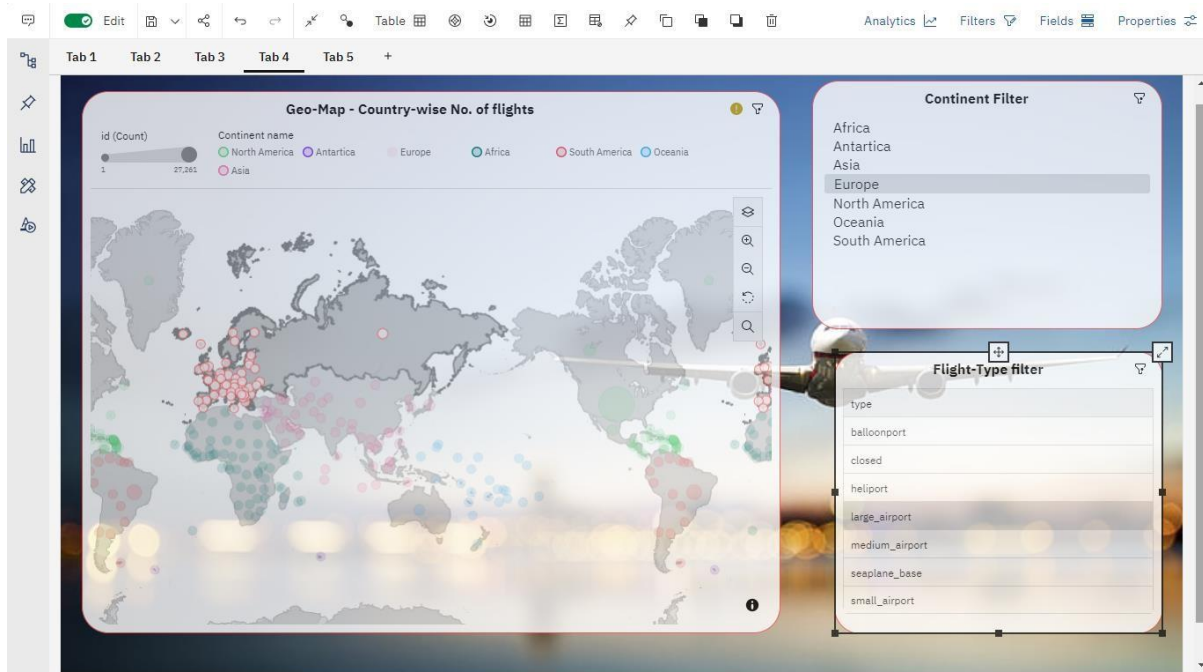 Edit
Table
Analytics
Filters
Fields
Properties
Tab 1
Tab 2
Tab 3
Tab 4
Tab 5
+
Geo-Map - Country-wise No. of flights
id (Count)
1
27,261
Continent name
North America
Antartica
Europe
Africa
South America
Oceania
Asia
Continent Filter
Africa
Antartica
Asia
Europe
North America
Oceania
South America
Flight-Type filter
type
balloonport
closed
heliport
large_airport
medium_airport
seaplane_base
small_airport